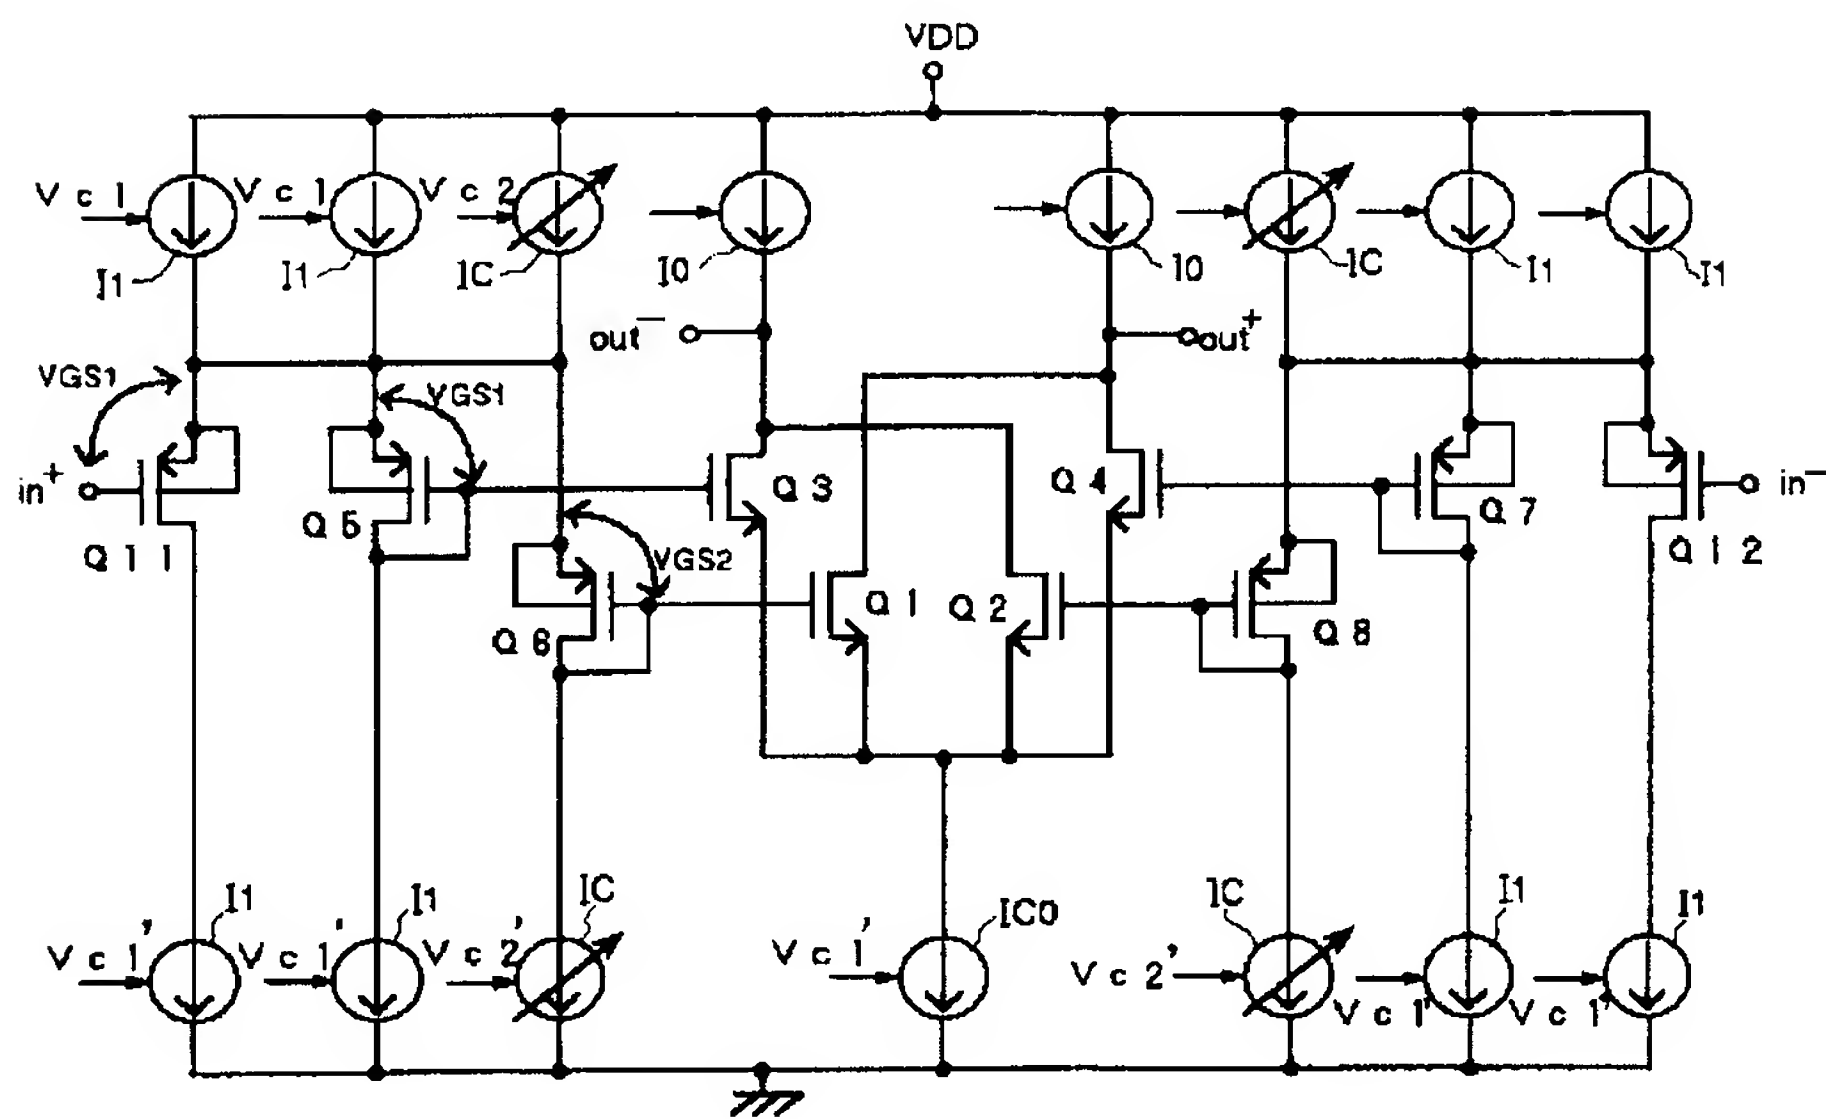 VDD
Vc1
Vc1
Vc2
I1
I1
IC
I0
I0
IC
I1
I1
out−
out+
VGS1
VGS1
in+
Q11
Q5
Q3
Q4
Q7
in−
Q12
VGS2
Q6
Q1
Q2
Q8
I1
I1
IC
IC0
IC
I1
I1
Vc1'
Vc1'
Vc2'
Vc1'
Vc2'
Vc1'
Vc1'